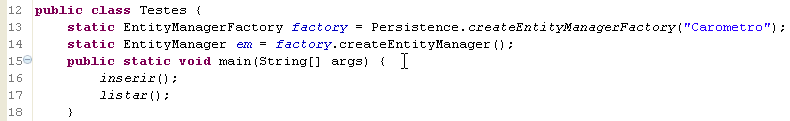 12 public class Testes {
13     static EntityManagerFactory factory = Persistence.createEntityManagerFactory("Carometro");
14     static EntityManager em = factory.createEntityManager();
15     public static void main(String[] args) {
16         inserir();
17         listar();
18     }